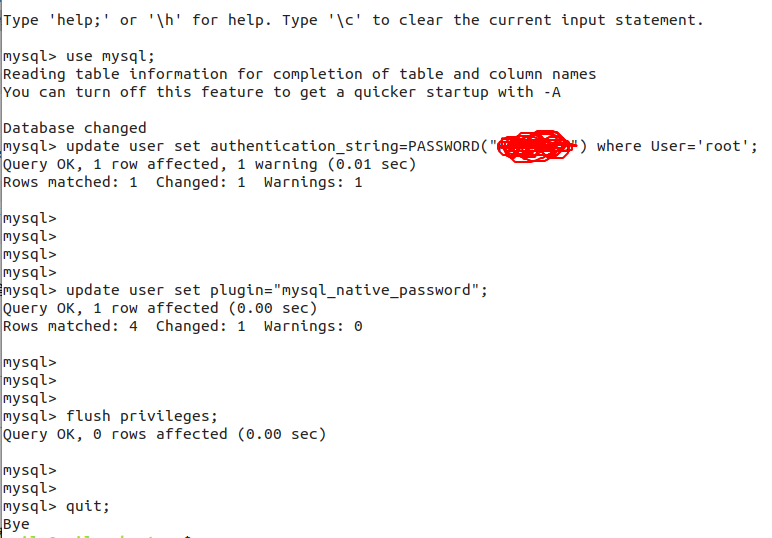 Type 'help;' or '\h' for help. Type '\c' to clear the current input statement.
mysql> use mysql;
Reading table information for completion of table and column names
You can turn off this feature to get a quicker startup with -A
Database changed
mysql> update user set authentication_string=PASSWORD("") where User='root';
Query OK, 1 row affected, 1 warning (0.01 sec)
Rows matched: 1  Changed: 1  Warnings: 1
mysql>
mysql>
mysql>
mysql>
mysql> update user set plugin="mysql_native_password";
Query OK, 1 row affected (0.00 sec)
Rows matched: 4  Changed: 1  Warnings: 0
mysql>
mysql>
mysql>
mysql> flush privileges;
Query OK, 0 rows affected (0.00 sec)
mysql>
mysql>
mysql> quit;
Bye